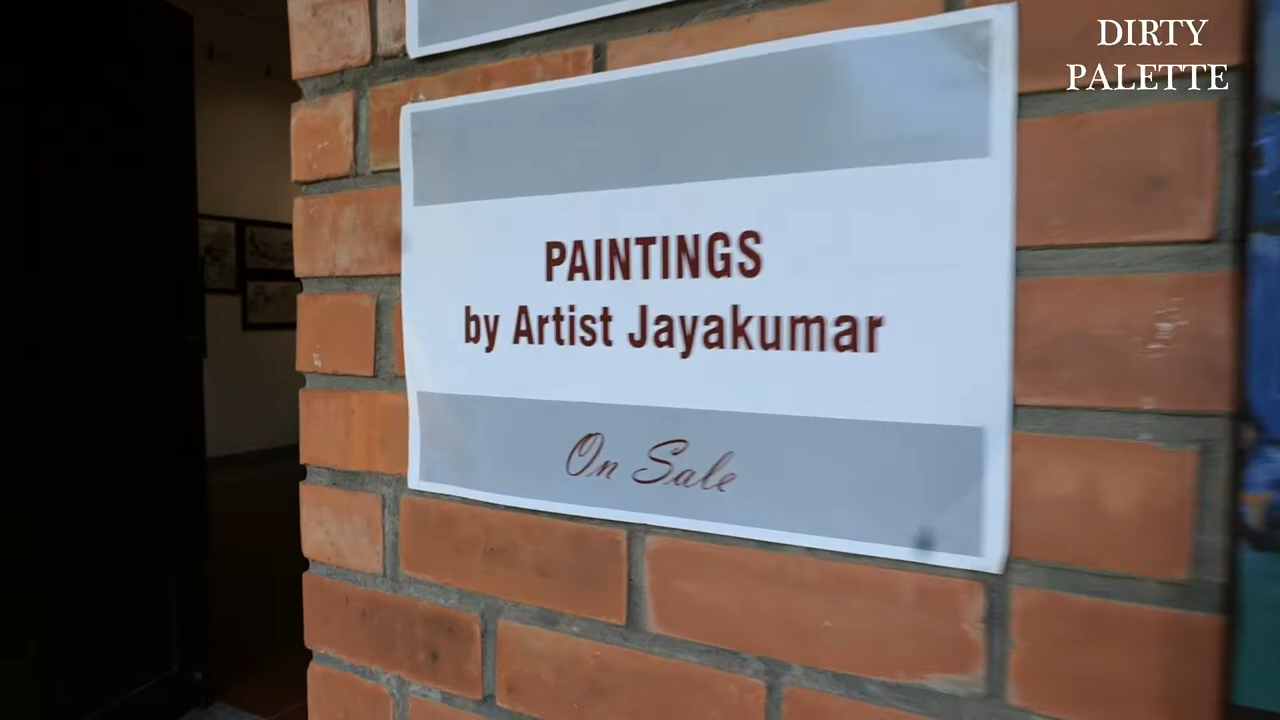 DIRTY
PALETTE
PAINTINGS
by Artist Jayakumar
On Sale